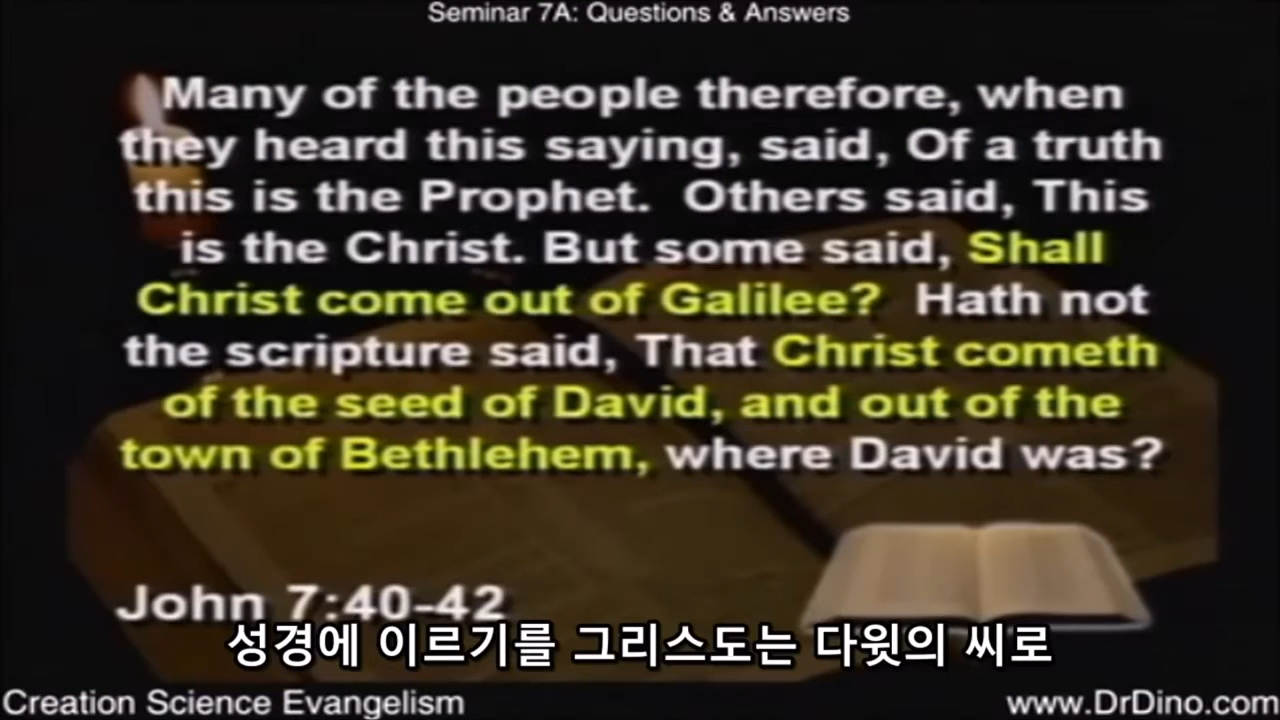 Seminar 7A: Questions & Answers
Many of the people therefore, when
they heard this saying, said, Of a truth
this is the Prophet.  Others said, This
is the Christ. But some said, Shall
Christ come out of Galilee?  Hath not
the scripture said, That Christ cometh
of the seed of David, and out of the
town of Bethlehem, where David was?
John 7:40-42
성경에 이르기를 그리스도는 다윗의 씨로
Creation Science Evangelism
www.DrDino.com